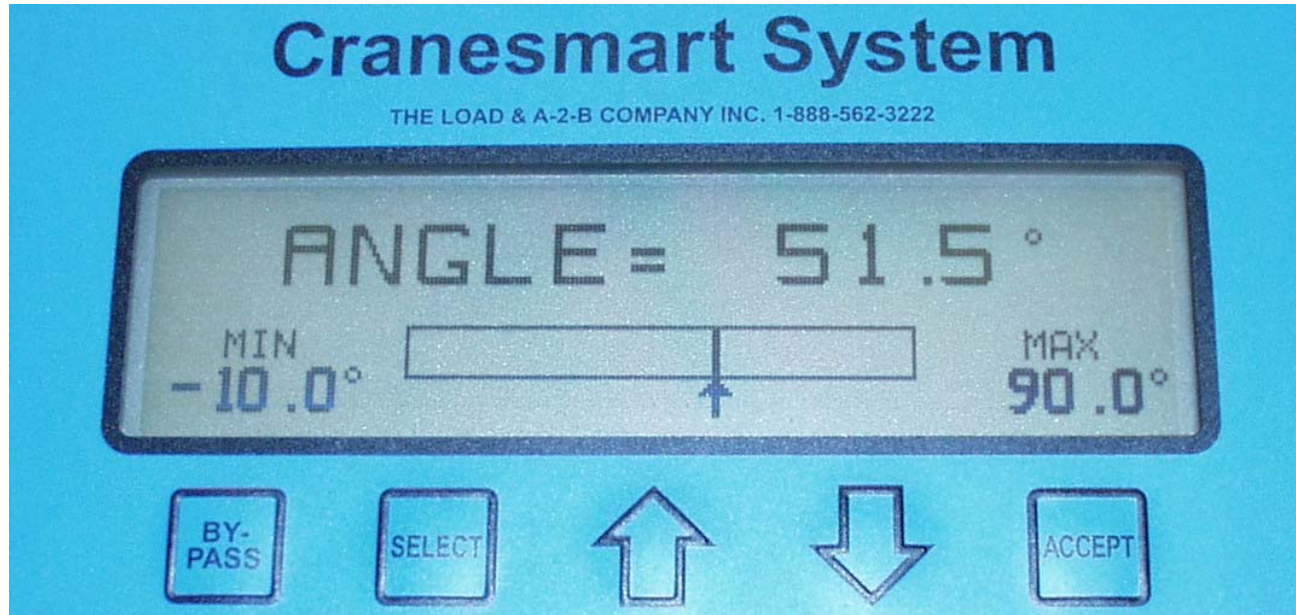 Cranesmart System
THE LOAD & A-2-B COMPANY INC. 1-888-562-3222
ANGLE= 51.5°
MIN MAX
-10.0° 90.0°
BY-
PASS
SELECT
ACCEPT